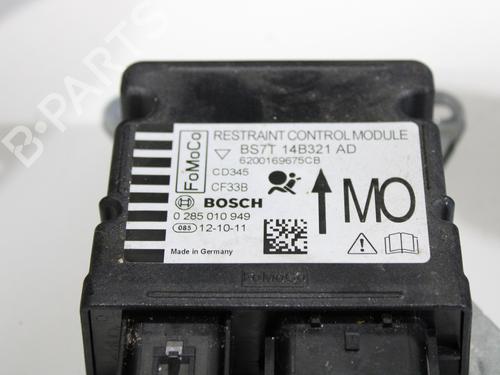 B-PARTS
RESTRAINT CONTROL MODULE
BS7T 14B321 AD
6200169675CB
FoMoCo
CD345
CF33B
BOSCH
0 285 010 949
085 12-10-11
MO
Made in Germany
FoMoCo